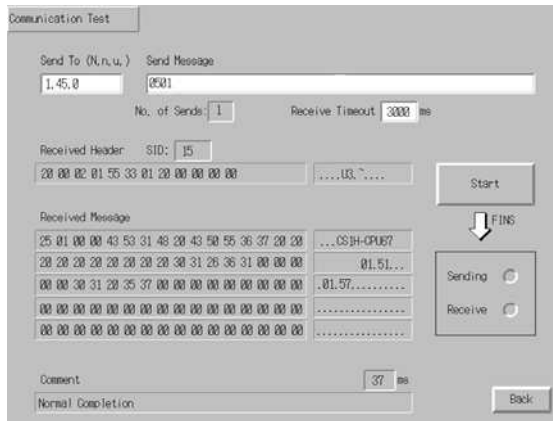 Communication Test
Send To (N,n,u,) Send Message
1.45.0 0501
No. of Sends: 1 Receive Timeout 3000 ms
Received Header SID: 15
20 00 02 01 55 33 01 20 00 00 00 00 ....U3.~....
Start
FINS
Received Message
25 01 00 00 43 53 31 48 20 43 50 55 36 37 20 20 ...CS1H-CPU67
20 20 20 20 20 20 20 20 30 31 26 36 31 00 00 00 01.51...
00 00 30 31 20 35 37 00 00 00 00 00 00 00 00 00 .01.57.........
00 00 00 00 00 00 00 00 00 00 00 00 00 00 00 00 ................
00 00 00 00 00 00 00 00 00 00 00 00 00 00 00 00 ................
Sending
Receive
Comment 37 ms
Normal Completion
Back